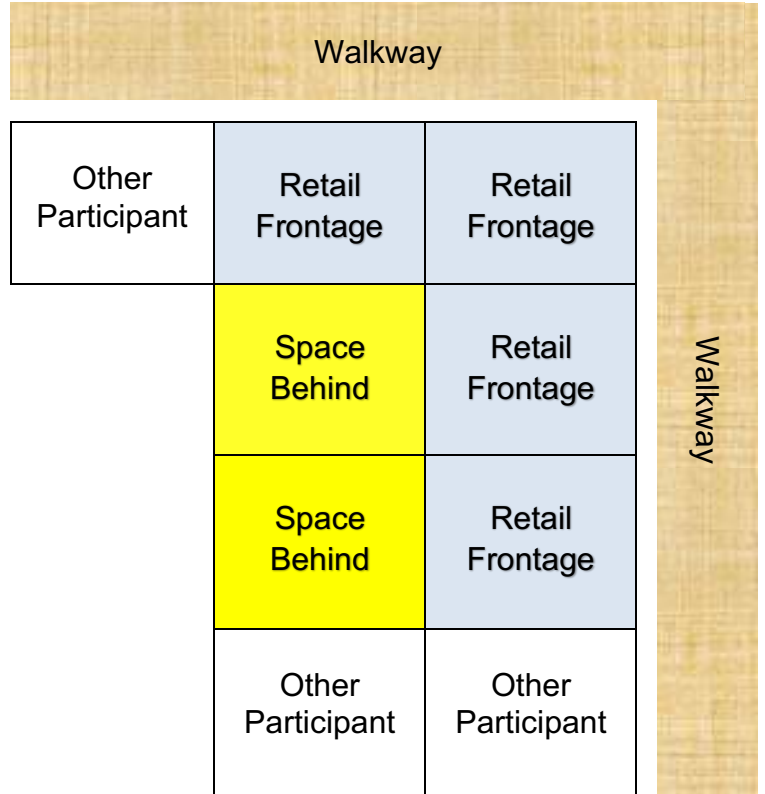 Walkway
Other
Participant
Retail
Frontage
Retail
Frontage
Space
Behind
Retail
Frontage
Walkway
Space
Behind
Retail
Frontage
Other
Participant
Other
Participant